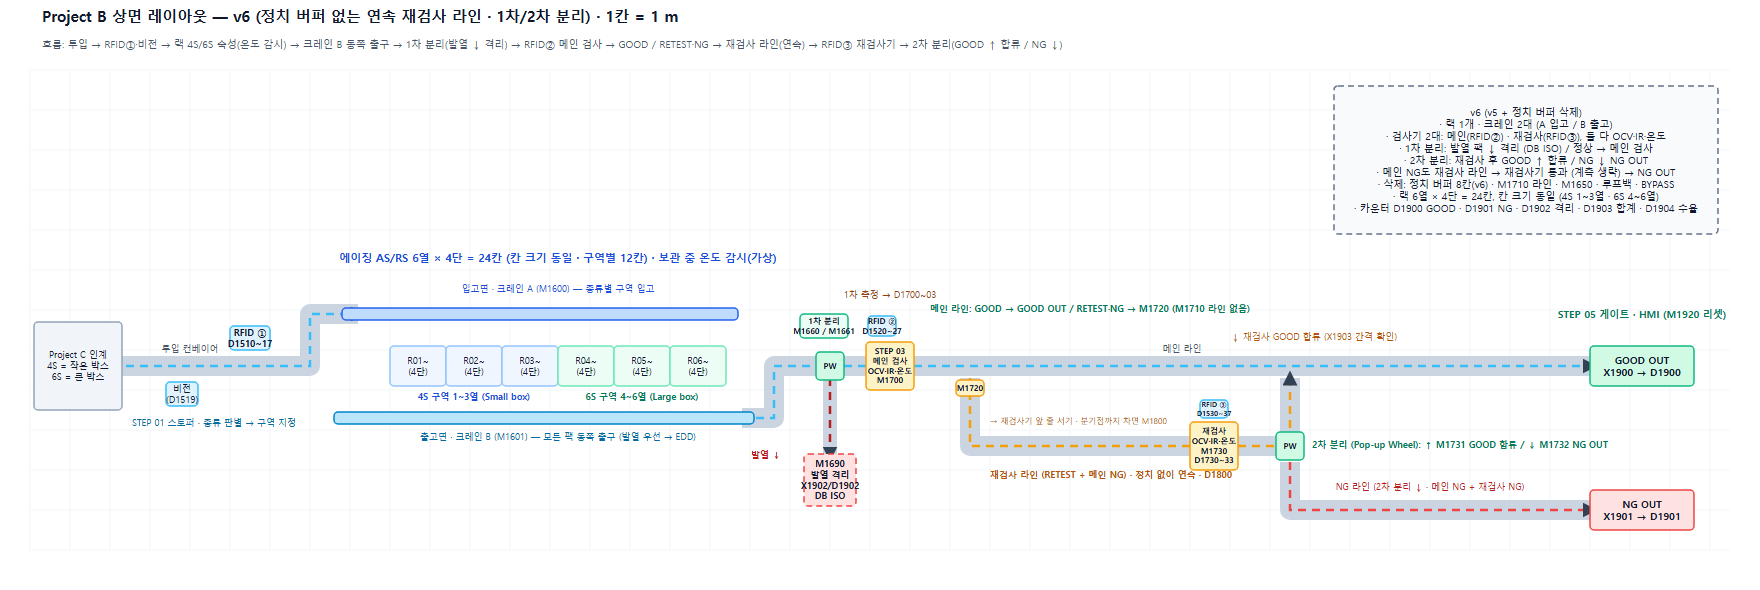 Project B 상면 레이아웃 — v6 (정치 버퍼 없는 연속 재검사 라인 · 1차/2차 분리) · 1칸 = 1 m
흐름: 투입 → RFID①·비전 → 랙 4S/6S 숙성(온도 감시) → 크레인 B 동쪽 출구 → 1차 분리(발열 ↓ 격리) → RFID② 메인 검사 → GOOD / RETEST·NG → 재검사 라인(연속) → RFID③ 재검사기 → 2차 분리(GOOD ↑ 합류 / NG ↓)
v6 (v5 + 정치 버퍼 삭제)
· 랙 1개 · 크레인 2대 (A 입고 / B 출고)
· 검사기 2대: 메인(RFID②) · 재검사(RFID③), 둘 다 OCV·IR·온도
· 1차 분리: 발열 팩 ↓ 격리 (DB ISO) / 정상 → 메인 검사
· 2차 분리: 재검사 후 GOOD ↑ 합류 / NG ↓ NG OUT
· 메인 NG도 재검사 라인 → 재검사기 통과 (계측 생략) → NG OUT
· 삭제: 정치 버퍼 8칸(v6) · M1710 라인 · M1650 · 루프백 · BYPASS
· 랙 6열 × 4단 = 24칸, 칸 크기 동일 (4S 1~3열 · 6S 4~6열)
· 카운터 D1900 GOOD · D1901 NG · D1902 격리 · D1903 합계 · D1904 수율
에이징 AS/RS 6열 × 4단 = 24칸 (칸 크기 동일 · 구역별 12칸) · 보관 중 온도 감시(가상)
입고면 · 크레인 A (M1600) — 종류별 구역 입고
1차 측정 → D1700~03
메인 라인: GOOD → GOOD OUT / RETEST·NG → M1720 (M1710 라인 없음)
STEP 05 게이트 · HMI (M1920 리셋)
Project C 인계
4S = 작은 박스
6S = 큰 박스
투입 컨베이어
RFID ①
D1510~17
비전
(D1519)
STEP 01 스토퍼 · 종류 판별 → 구역 지정
R01~
(4단)
R02~
(4단)
R03~
(4단)
R04~
(4단)
R05~
(4단)
R06~
(4단)
4S 구역 1~3열 (Small box)
6S 구역 4~6열 (Large box)
출고면 · 크레인 B (M1601) — 모든 팩 동쪽 출구 (발열 우선 → EDD)
1차 분리
M1660 / M1661
PW
RFID ②
D1520~27
STEP 03
메인 검사
OCV·IR·온도
M1700
발열 ↓
M1690
발열 격리
X1902/D1902
DB ISO
↓ 재검사 GOOD 합류 (X1903 간격 확인)
메인 라인
GOOD OUT
X1900 → D1900
M1720
→ 재검사기 앞 줄 서기 · 분기점까지 차면 M1800
RFID ③
D1530~37
재검사
OCV·IR·온도
M1730
D1730~33
PW
2차 분리 (Pop-up Wheel): ↑ M1731 GOOD 합류 / ↓ M1732 NG OUT
재검사 라인 (RETEST + 메인 NG) · 정치 없이 연속 · D1800
NG 라인 (2차 분리 ↓ · 메인 NG + 재검사 NG)
NG OUT
X1901 → D1901